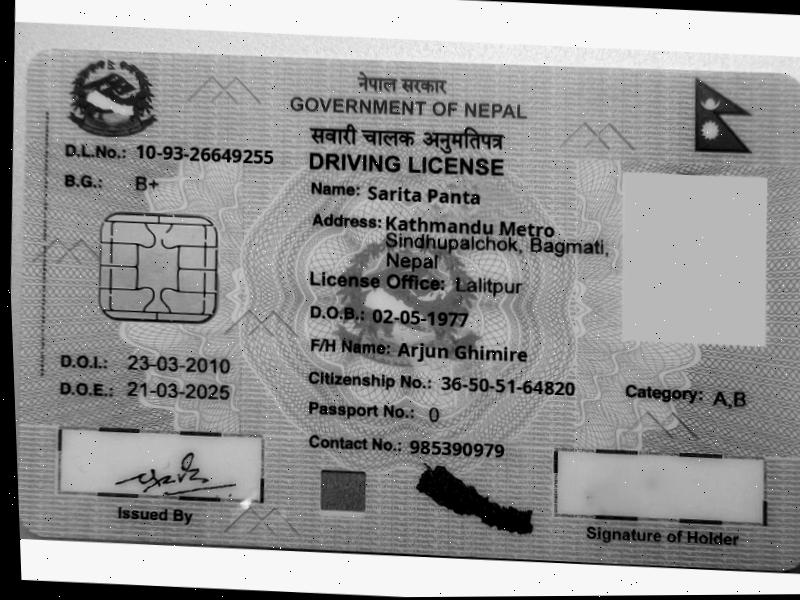 नेपाल सरकार
GOVERNMENT OF NEPAL
सवारी चालक अनुमतिपत्र
DRIVING LICENSE
D.L.No.: 10-93-26649255
B.G.: B+
Name: Sarita Panta
Address: Kathmandu Metro
Sindhupalchok, Bagmati,
Nepal
License Office: Lalitpur
D.O.B.: 02-05-1977
F/H Name: Arjun Ghimire
D.O.I.: 23-03-2010
D.O.E.: 21-03-2025
Citizenship No.: 36-50-51-64820
Category: A,B
Passport No.: 0
Contact No.: 985390979
Issued By
Signature of Holder